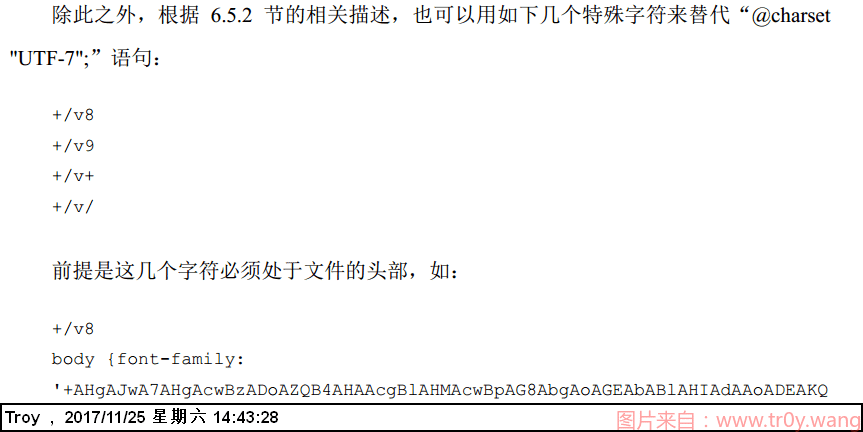 除此之外，根据 6.5.2 节的相关描述，也可以用如下几个特殊字符来替代“@charset
"UTF-7";”语句：
+/v8
+/v9
+/v+
+/v/
前提是这几个字符必须处于文件的头部，如：
+/v8
body {font-family:
'+AHgAJwA7AHgAcwBzADoAZQB4AHAAcgBlAHMAcwBpAG8AbgAoAGEAbABlAHIAdAAoADEAKQ
Troy , 2017/11/25 星期六 14:43:28
图片来自：www.tr0y.wang